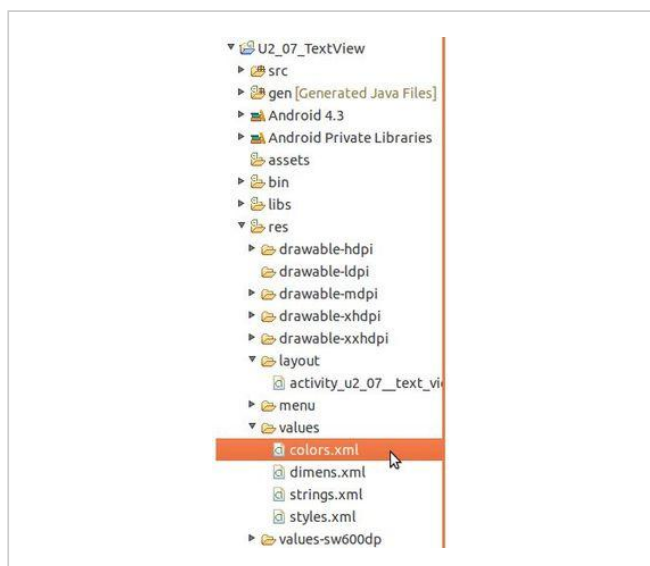 U2_07_TextView
src
gen [Generated Java Files]
Android 4.3
Android Private Libraries
assets
bin
libs
res
drawable-hdpi
drawable-ldpi
drawable-mdpi
drawable-xhdpi
drawable-xxhdpi
layout
activity_u2_07__text_vi
menu
values
colors.xml
dimens.xml
strings.xml
styles.xml
values-sw600dp